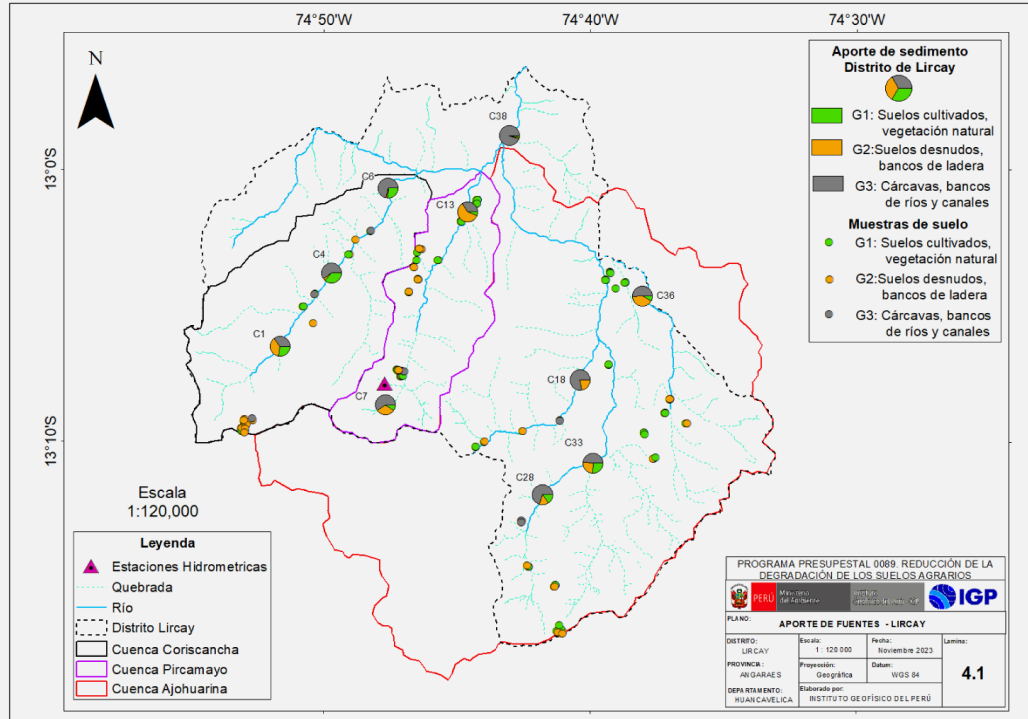 74°50'W
74°40'W
74°30'W
N
13°0'S
13°10'S
Aporte de sedimento
Distrito de Lircay
G1: Suelos cultivados,
vegetación natural
G2:Suelos desnudos,
bancos de ladera
G3: Cárcavas, bancos
de ríos y canales
Muestras de suelo
G1: Suelos cultivados,
vegetación natural
G2:Suelos desnudos,
bancos de ladera
G3: Cárcavas, bancos
de ríos y canales
C38
C6
C13
C4
C36
C1
C18
C7
C33
C28
Escala
1:120,000
Leyenda
Estaciones Hidrometricas
Quebrada
Río
Distrito Lircay
Cuenca Coriscancha
Cuenca Pircamayo
Cuenca Ajohuarina
PROGRAMA PRESUPESTAL 0089. REDUCCIÓN DE LA
DEGRADACIÓN DE LOS SUELOS AGRARIOS
PERÚ
Ministerio
del Ambiente
IGP
PLANO:
APORTE DE FUENTES - LIRCAY
DISTRITO:
LIRCAY
Escala:
1 : 120 000
Fecha:
Noviembre 2023
Lamina:
4.1
PROVINCIA :
ANGARAES
Proyección:
Geográfica
Datum:
WGS 84
DEPARTAMENTO:
HUANCAVELICA
Elaborado por:
INSTITUTO GEOFÍSICO DEL PERÚ